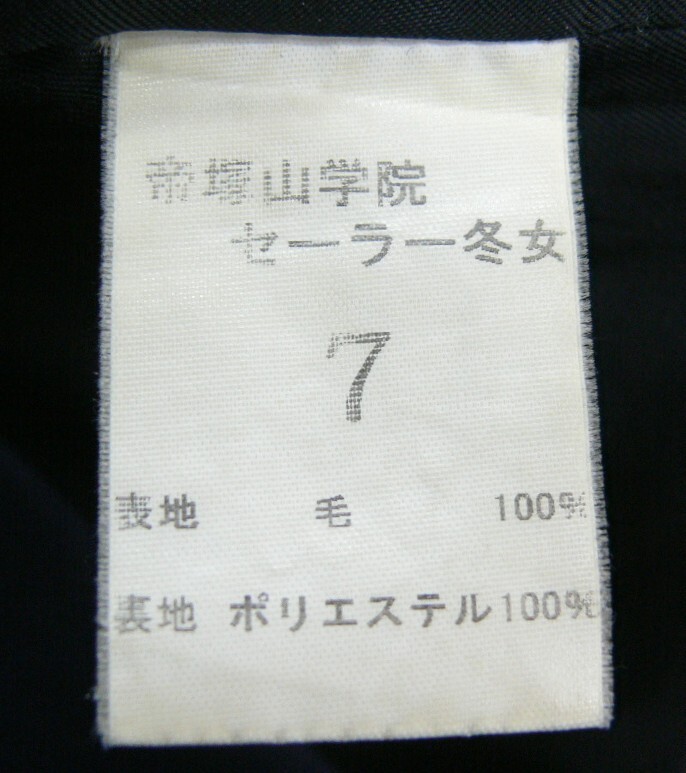 帝塚山学院
セーラー冬女
7
表地 毛 100%
裏地 ポリエステル100%